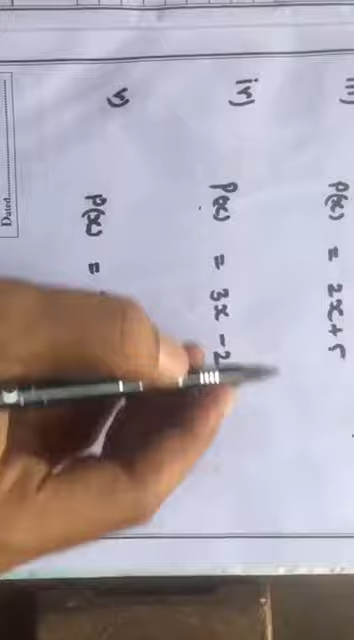 iii) P(x) = 2x+5
iv) P(x) = 3x-2
v) P(x) =
Dated